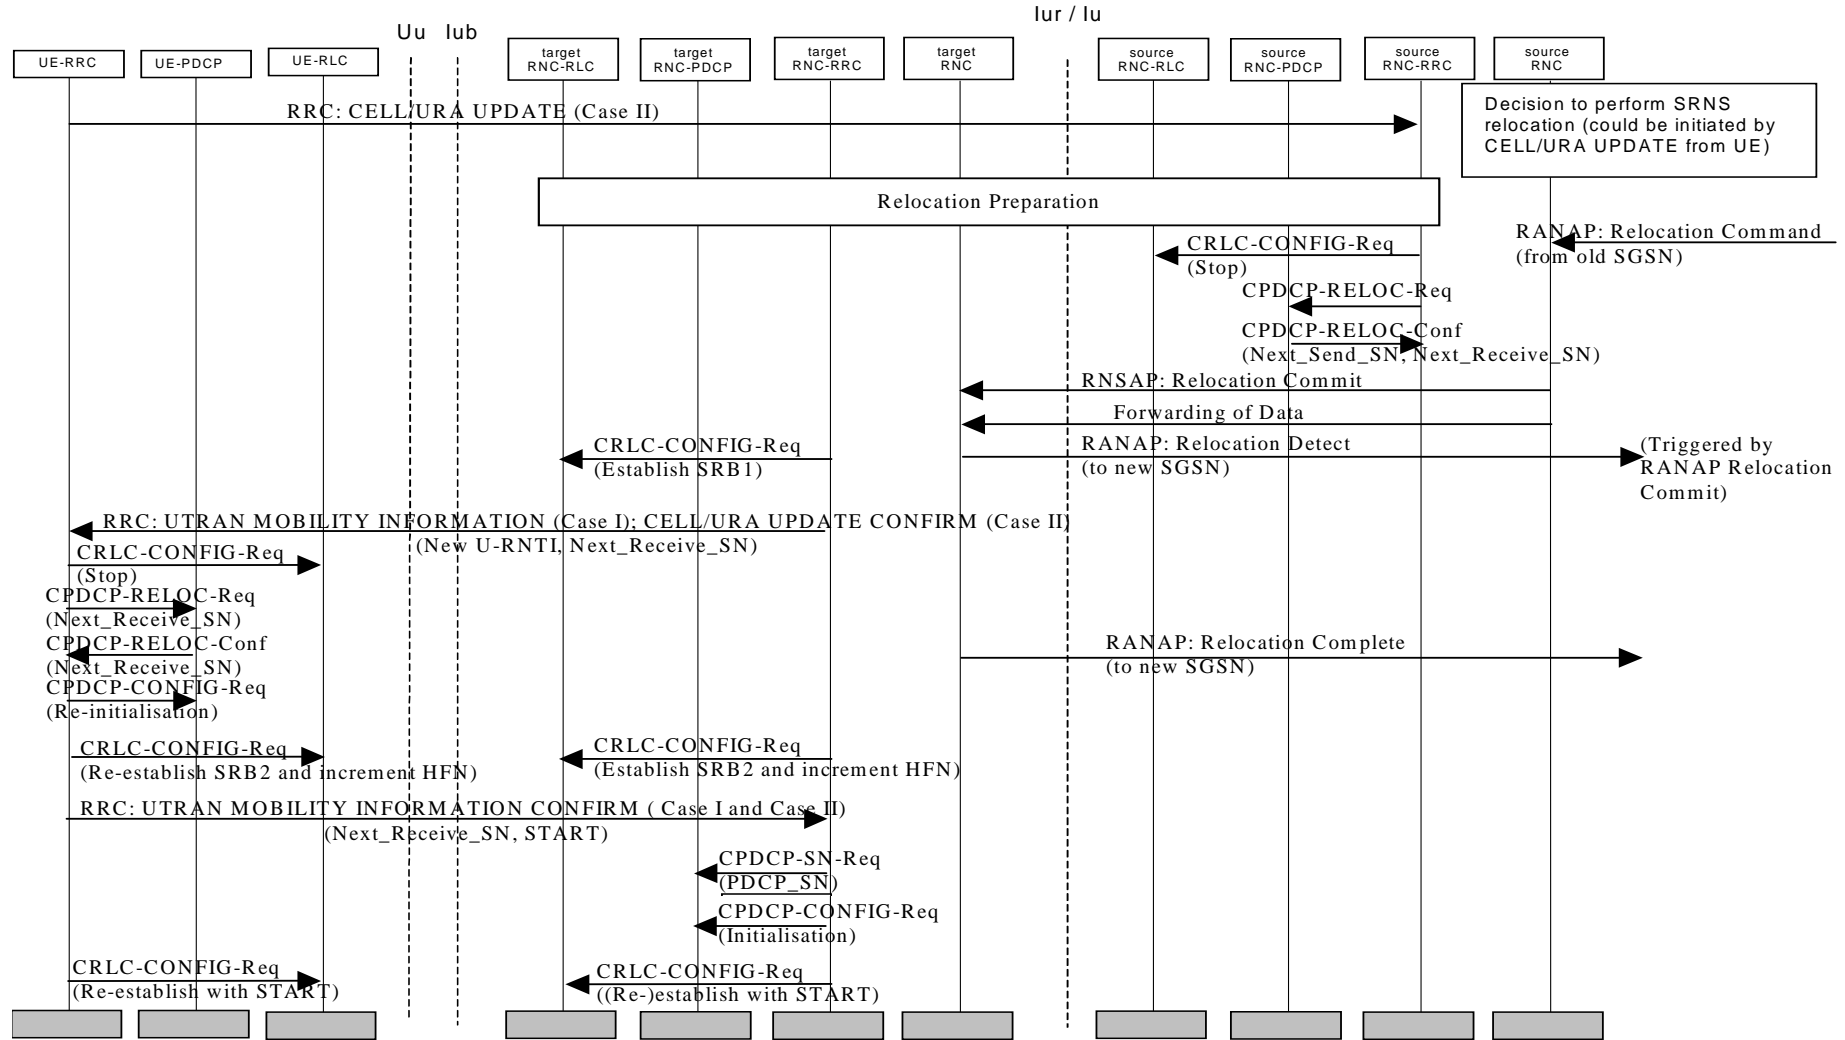 Iur / Iu
Uu Iub
UE-RRC
UE-PDCP
UE-RLC
target
RNC-RLC
target
RNC-PDCP
target
RNC-RRC
target
RNC
source
RNC-RLC
source
RNC-PDCP
source
RNC-RRC
source
RNC
RRC: CELL/URA UPDATE (Case II)
Decision to perform SRNS
relocation (could be initiated by
CELL/URA UPDATE from UE)
Relocation Preparation
RANAP: Relocation Command
(from old SGSN)
CRLC-CONFIG-Req
(Stop)
CPDCP-RELOC-Req
CPDCP-RELOC-Conf
(Next_Send_SN, Next_Receive_SN)
RNSAP: Relocation Commit
Forwarding of Data
CRLC-CONFIG-Req
(Establish SRB1)
RANAP: Relocation Detect
(to new SGSN)
(Triggered by
RANAP Relocation
Commit)
RRC: UTRAN MOBILITY INFORMATION (Case I); CELL/URA UPDATE CONFIRM (Case II)
(New U-RNTI, Next_Receive_SN)
CRLC-CONFIG-Req
(Stop)
CPDCP-RELOC-Req
(Next_Receive_SN)
CPDCP-RELOC-Conf
(Next_Receive_SN)
RANAP: Relocation Complete
(to new SGSN)
CPDCP-CONFIG-Req
(Re-initialisation)
CRLC-CONFIG-Req
(Re-establish SRB2 and increment HFN)
CRLC-CONFIG-Req
(Establish SRB2 and increment HFN)
RRC: UTRAN MOBILITY INFORMATION CONFIRM ( Case I and Case II)
(Next_Receive_SN, START)
CPDCP-SN-Req
(PDCP_SN)
CPDCP-CONFIG-Req
(Initialisation)
CRLC-CONFIG-Req
(Re-establish with START)
CRLC-CONFIG-Req
((Re-)establish with START)